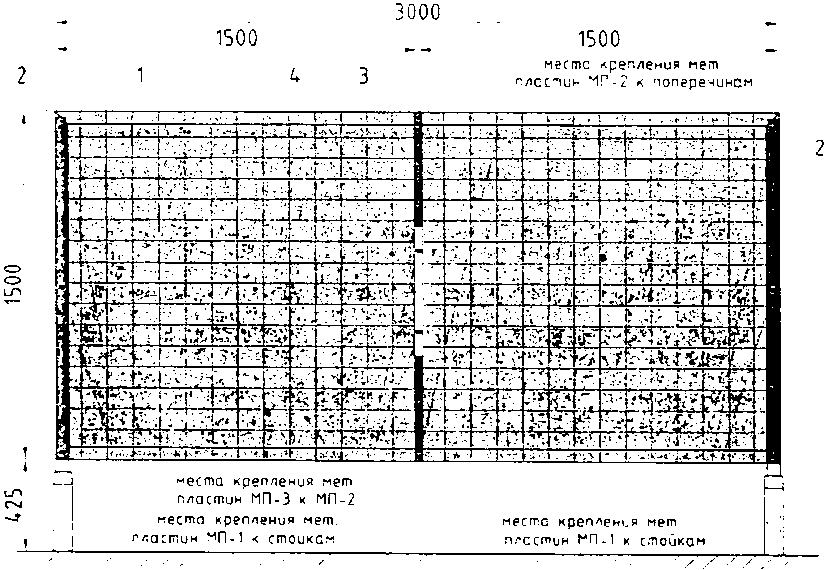 3000
1500 1500
места крепления мет
пластин МП-2 к поперечинам
2 1 4 3
2
1500
425
места крепления мет
пластин МП-3 к МП-2
места крепления мет.
пластин МП-1 к стоикам
места крепления мет
пластин МП-1 к стойкам